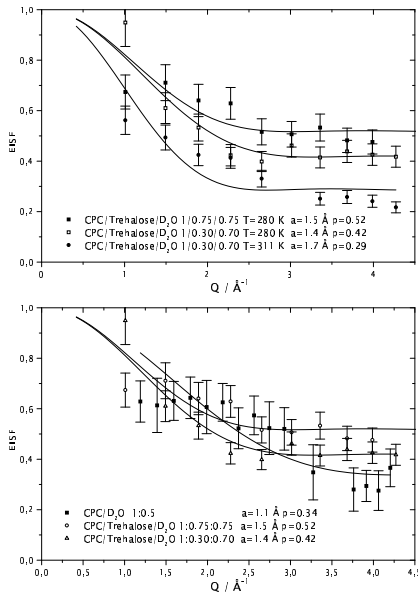 1,0
0,8
0,6
0,4
0,2
0,0
EISF
CPC/Trehalose/D₂O 1/0.75/0.75 T=280 K a=1.5 Å p=0.52
CPC/Trehalose/D₂O 1/0.30/0.70 T=280 K a=1.4 Å p=0.42
CPC/Trehalose/D₂O 1/0.30/0.70 T=311 K a=1.7 Å p=0.29
0 1 2 3 4
Q / Å⁻¹
1,0
0,8
0,6
0,4
0,2
0,0
EISF
CPC/D₂O 1:0.5 a=1.1 Å p=0.34
CPC/Trehalose/D₂O 1:0.75:0.75 a=1.5 Å p=0.52
CPC/Trehalose/D₂O 1:0.30:0.70 a=1.4 Å p=0.42
0,0 0,5 1,0 1,5 2,0 2,5 3,0 3,5 4,0 4,5
Q / Å⁻¹